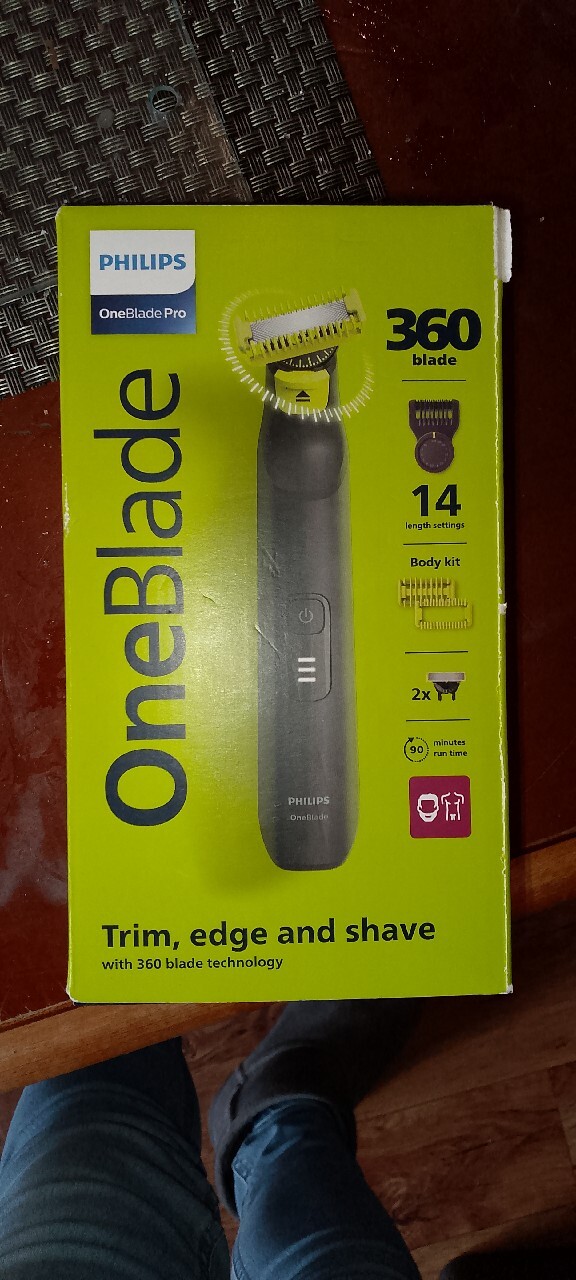 PHILIPS
OneBlade Pro
OneBlade
360
blade
14
length settings
Body kit
2x
90 minutes
run time
PHILIPS
OneBlade
Trim, edge and shave
with 360 blade technology